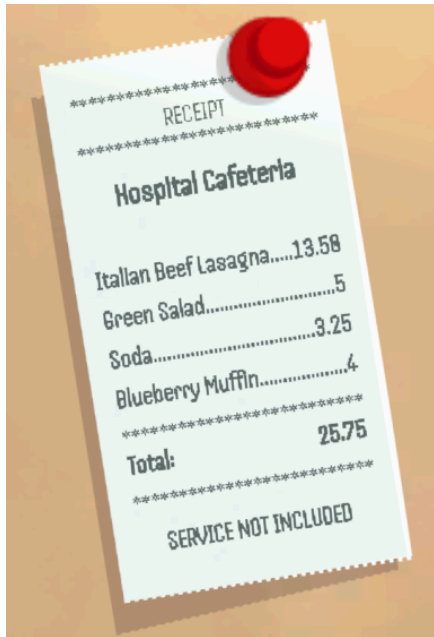 *************************
RECEIPT
*************************
Hospital Cafeteria
Italian Beef Lasagna.....13.50
Green Salad............................5
Soda...................................3.25
Blueberry Muffin...................4
*************************
Total: 25.75
*************************
SERVICE NOT INCLUDED